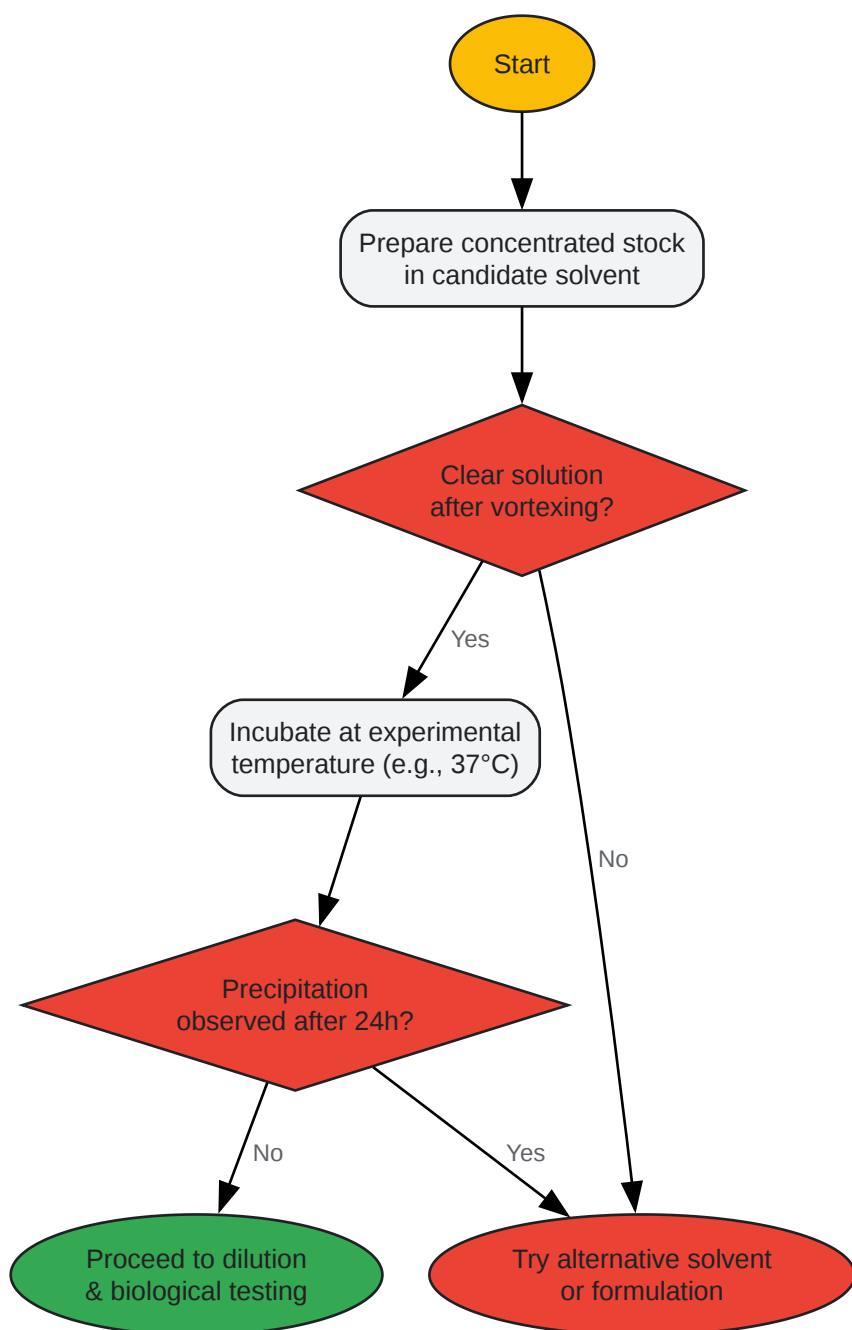 Start
Prepare concentrated stock
in candidate solvent
Clear solution
after vortexing?
Yes
Incubate at experimental
temperature (e.g., 37°C)
No
Precipitation
observed after 24h?
No
Yes
Proceed to dilution
& biological testing
Try alternative solvent
or formulation